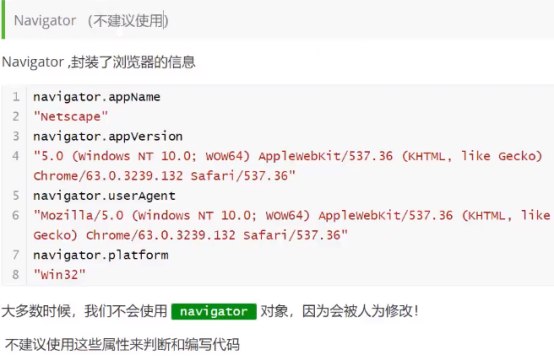 Navigator （不建议使用）
Navigator ,封装了浏览器的信息
1 navigator.appName
2 "Netscape"
3 navigator.appVersion
4 "5.0 (Windows NT 10.0; WOW64) AppleWebKit/537.36 (KHTML, like Gecko)
Chrome/63.0.3239.132 Safari/537.36"
5 navigator.userAgent
6 "Mozilla/5.0 (Windows NT 10.0; WOW64) AppleWebKit/537.36 (KHTML, like
Gecko) Chrome/63.0.3239.132 Safari/537.36"
7 navigator.platform
8 "Win32"
大多数时候，我们不会使用 navigator 对象，因为会被人为修改！
不建议使用这些属性来判断和编写代码